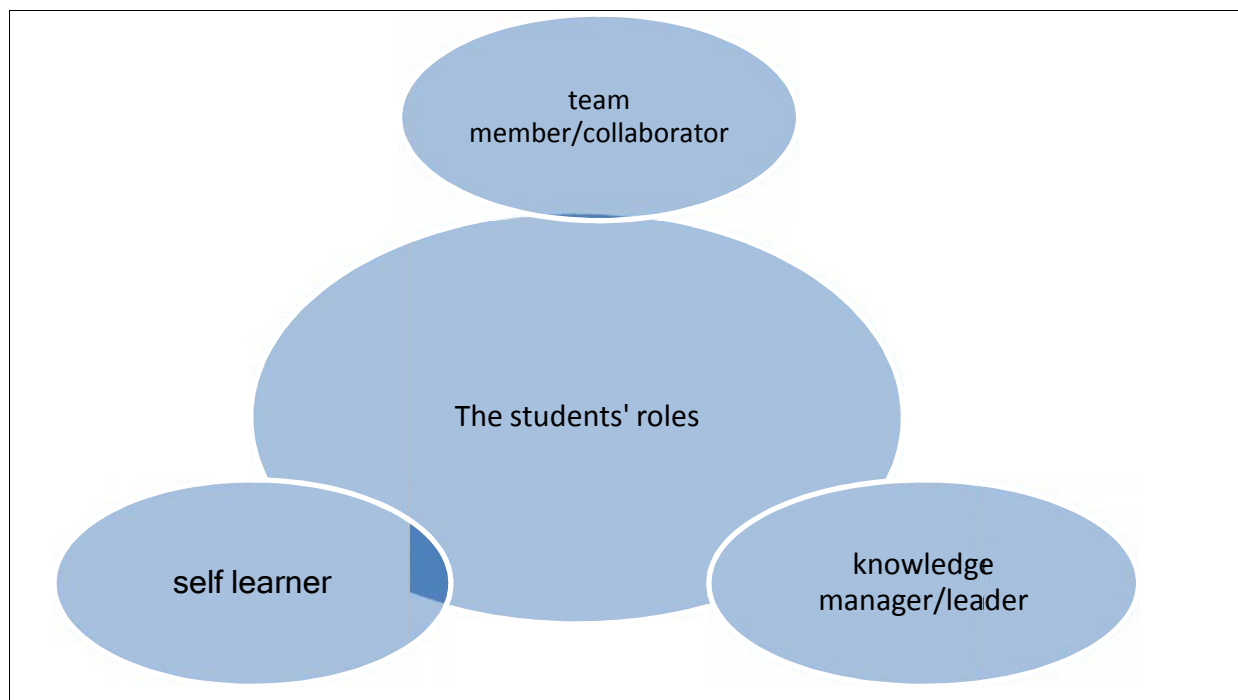 team
member/collaborator
The students' roles
self learner
knowledge
manager/leader